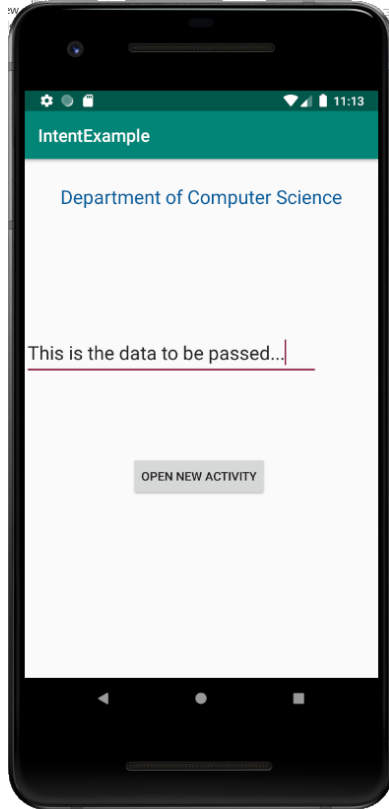 11:13
IntentExample
Department of Computer Science
This is the data to be passed...
OPEN NEW ACTIVITY